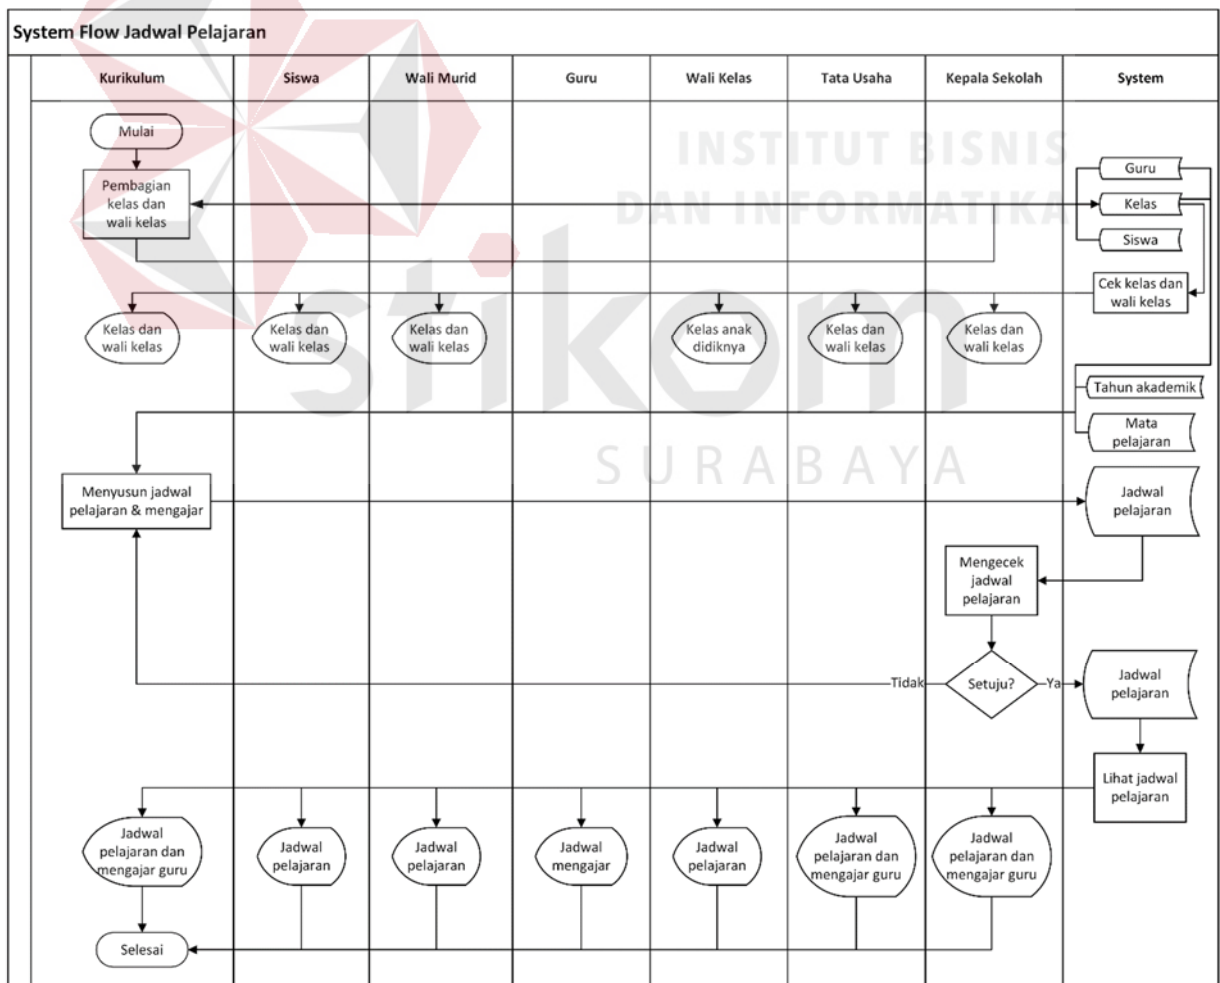 System Flow Jadwal Pelajaran
Kurikulum
Siswa
Wali Murid
Guru
Wali Kelas
Tata Usaha
Kepala Sekolah
System
INSTITUT BISNIS
DAN INFORMATIKA
stikom
SURABAYA
Mulai
Pembagian
kelas dan
wali kelas
Guru
Kelas
Siswa
Cek kelas dan
wali kelas
Kelas dan
wali kelas
Kelas dan
wali kelas
Kelas dan
wali kelas
Kelas anak
didiknya
Kelas dan
wali kelas
Kelas dan
wali kelas
Tahun akademik
Mata
pelajaran
Menyusun jadwal
pelajaran & mengajar
Jadwal
pelajaran
Mengecek
jadwal
pelajaran
Tidak
Setuju?
Ya
Jadwal
pelajaran
Lihat jadwal
pelajaran
Jadwal
pelajaran dan
mengajar guru
Jadwal
pelajaran
Jadwal
pelajaran
Jadwal
mengajar
Jadwal
pelajaran
Jadwal
pelajaran dan
mengajar guru
Jadwal
pelajaran dan
mengajar guru
Selesai